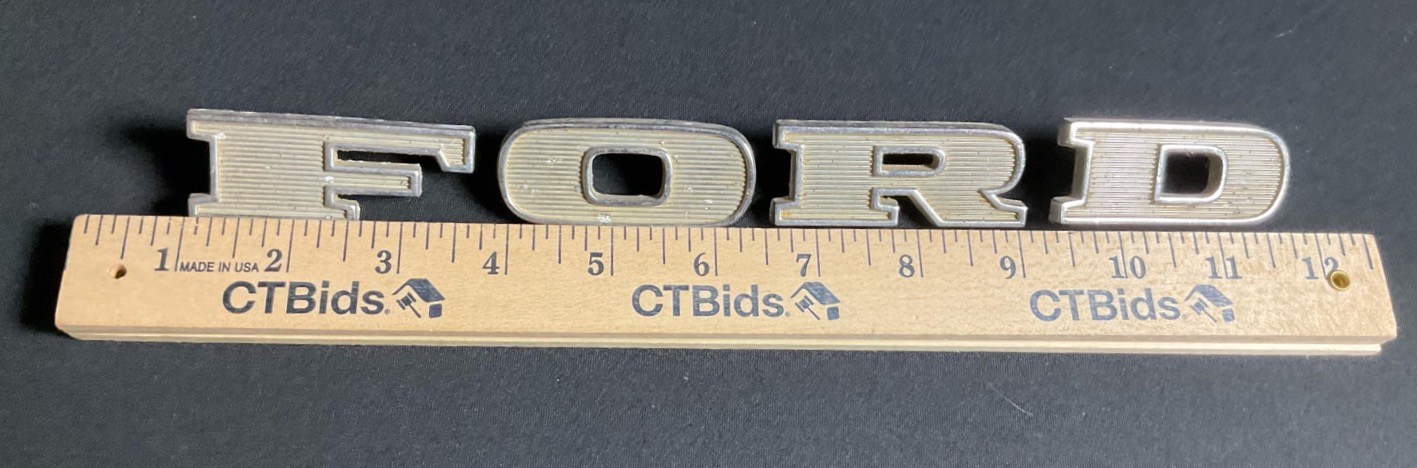 FORD
1 MADE IN USA 2 3 4 5 6 7 8 9 10 11 12
CTBids. CTBids. CTBids.